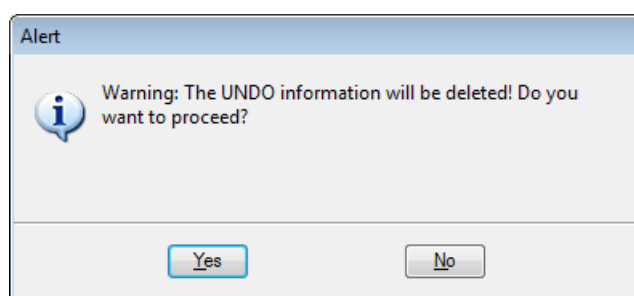 Alert
Warning: The UNDO information will be deleted! Do you
want to proceed?
Yes
No